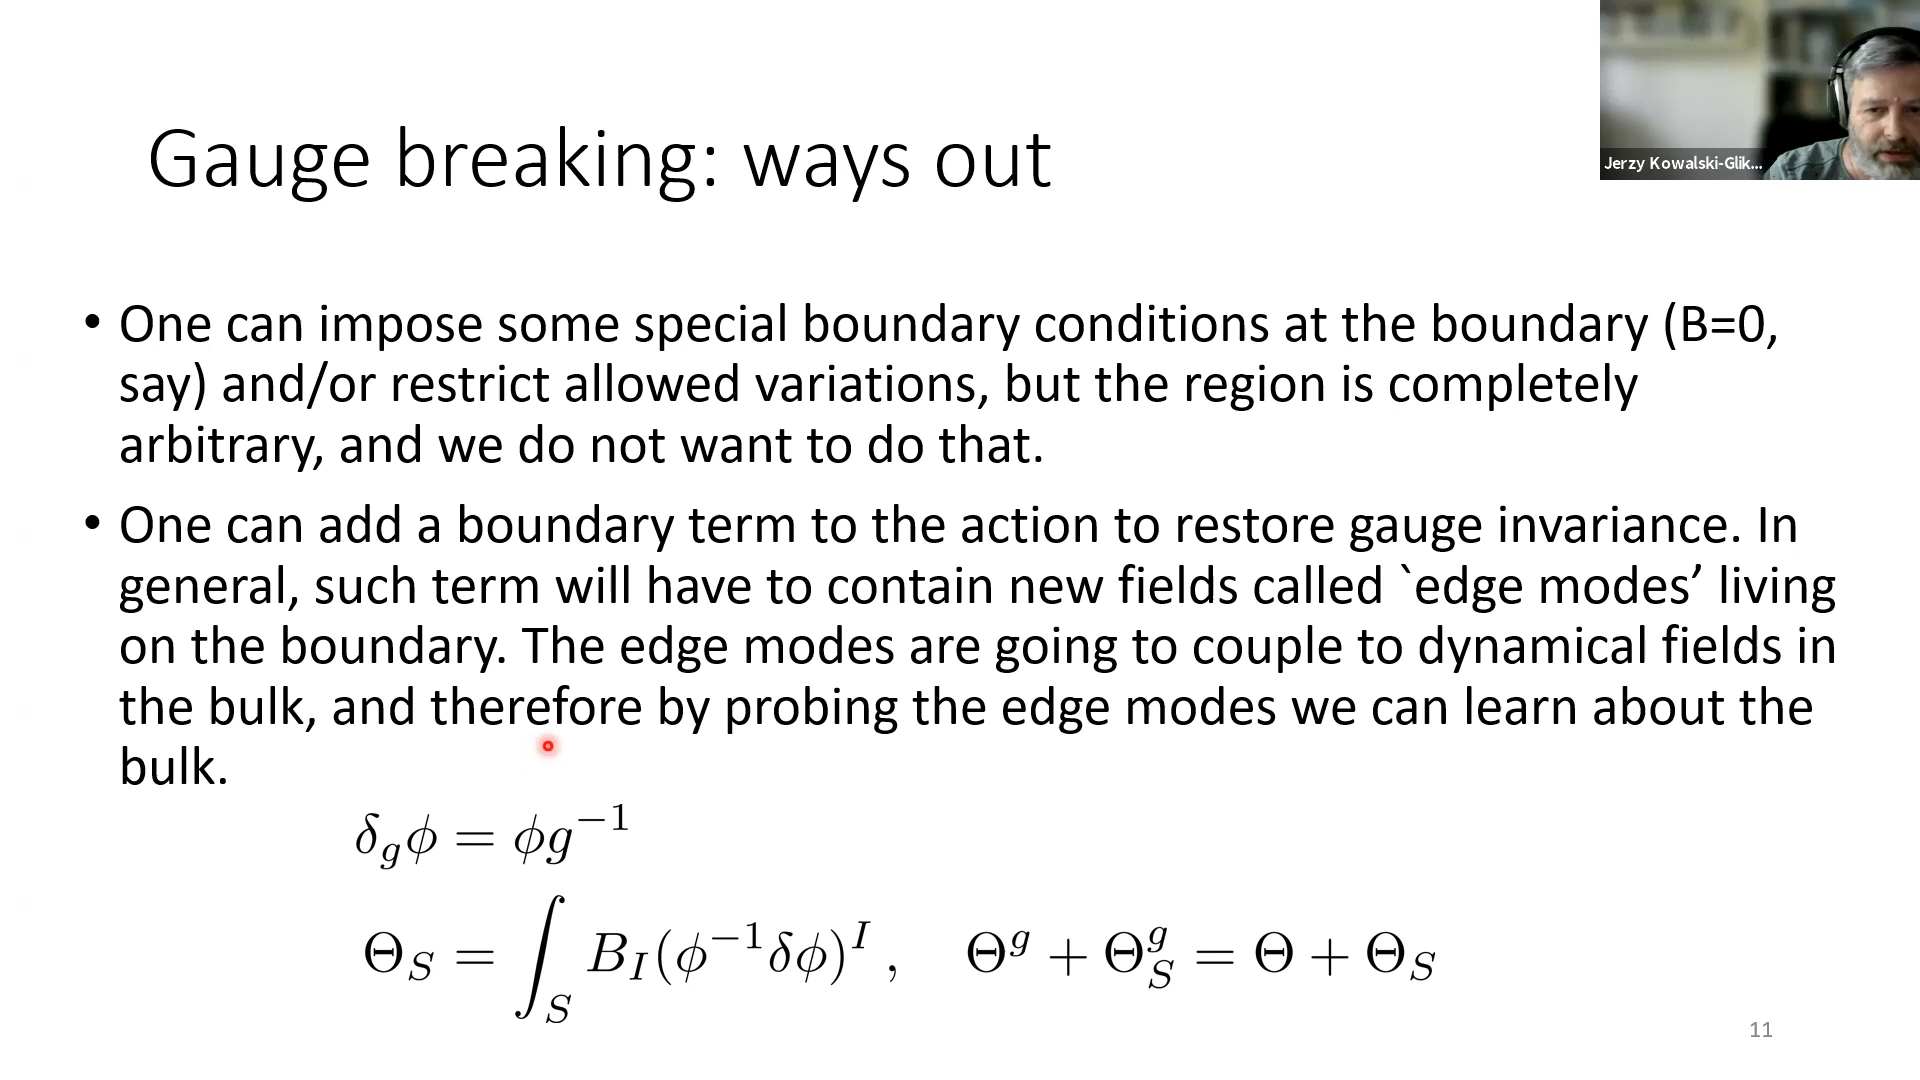 Jerzy Kowalski-Glik...
Gauge breaking: ways out
• One can impose some special boundary conditions at the boundary (B=0,
say) and/or restrict allowed variations, but the region is completely
arbitrary, and we do not want to do that.
• One can add a boundary term to the action to restore gauge invariance. In
general, such term will have to contain new fields called `edge modes’ living
on the boundary. The edge modes are going to couple to dynamical fields in
the bulk, and therefore by probing the edge modes we can learn about the
bulk.
δ_g ϕ = ϕg⁻¹
Θ_S = ∫_S B_I(ϕ⁻¹δϕ)^I , Θ^g + Θ_S^g = Θ + Θ_S
11